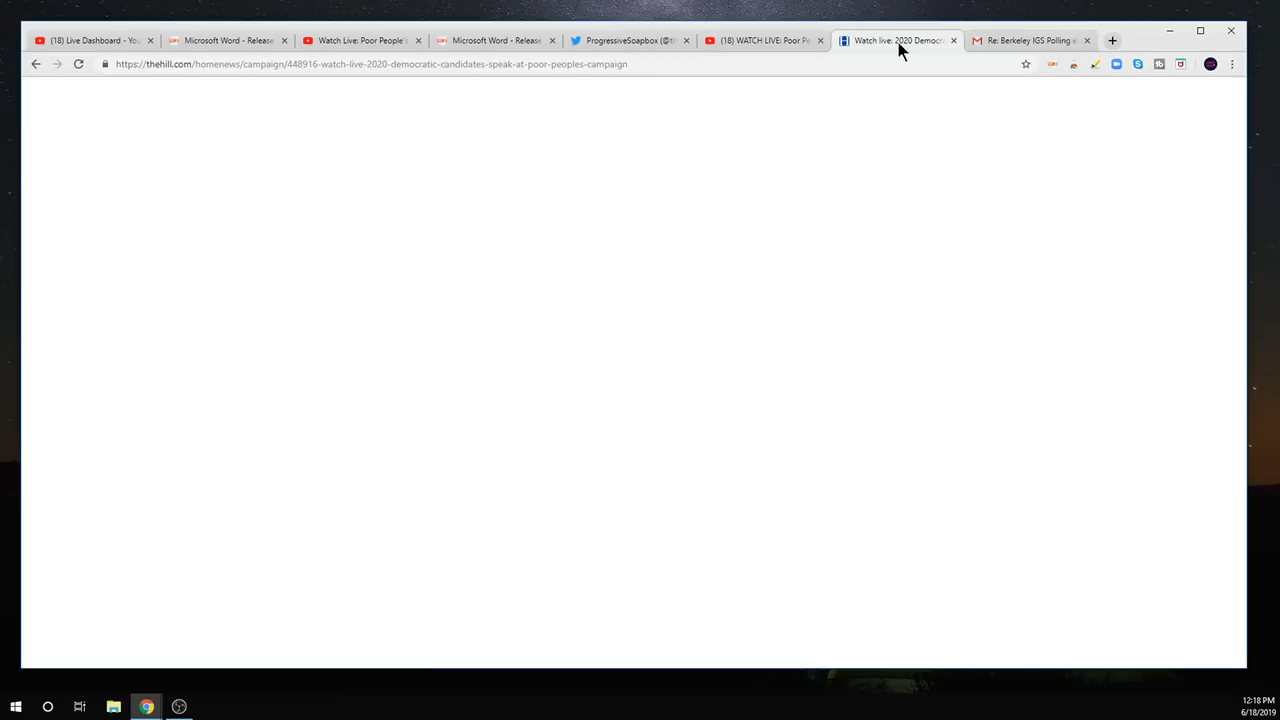 (18) Live Dashboard - You
Microsoft Word - Release
Watch Live: Poor People's
Microsoft Word - Release
ProgressiveSoapbox (@th
(18) WATCH LIVE: Poor Pe
Watch live: 2020 Democr
Re: Berkeley IGS Polling
https://thehill.com/homenews/campaign/448916-watch-live-2020-democratic-candidates-speak-at-poor-peoples-campaign
12:18 PM
6/18/2019